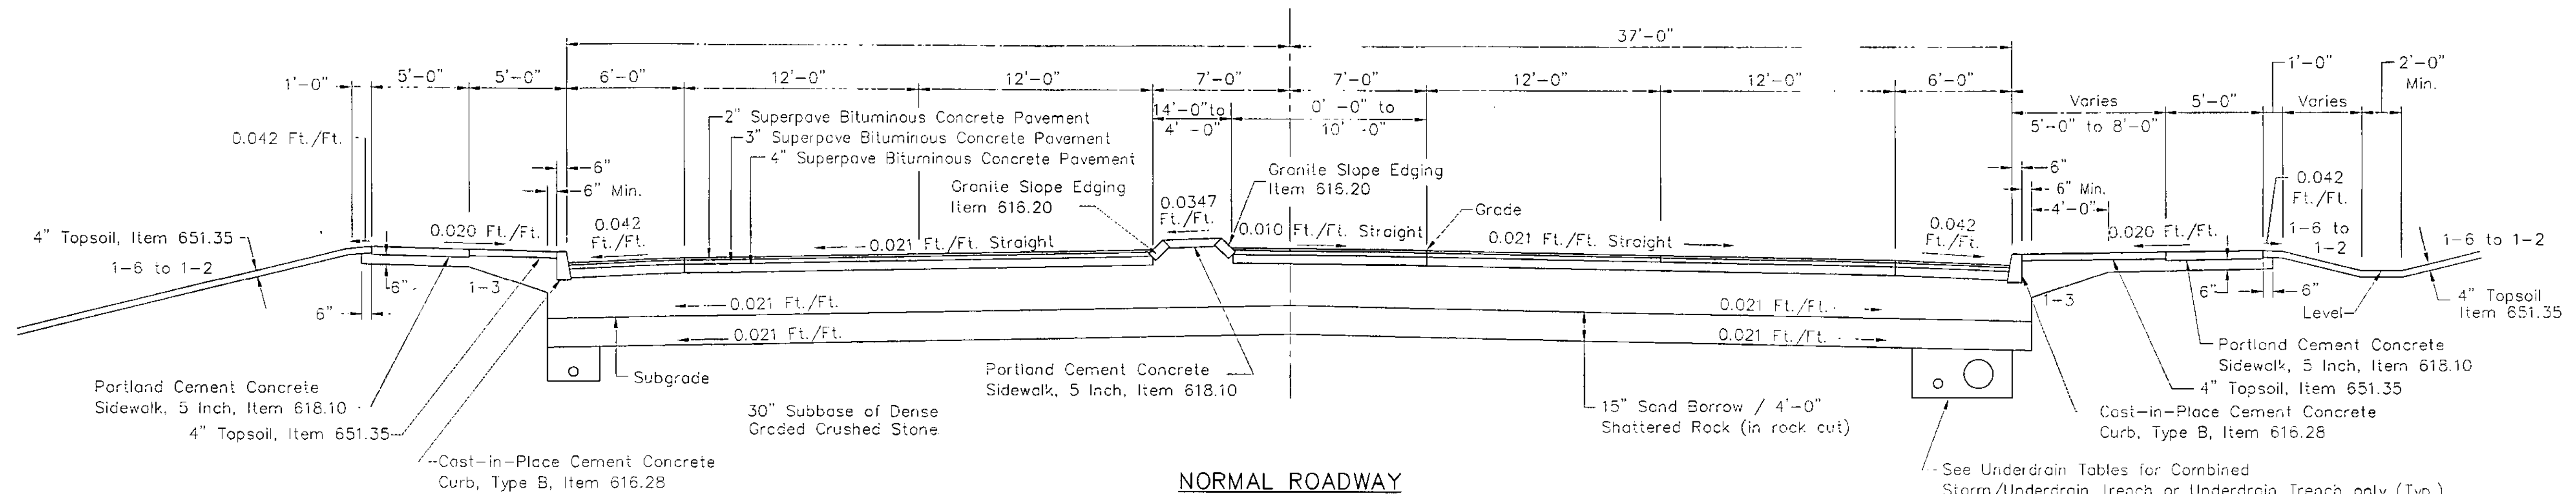 37'-0"
1'-0"
5'-0"
5'-0"
6'-0"
12'-0"
12'-0"
7'-0"
7'-0"
12'-0"
12'-0"
6'-0"
1'-0"
2'-0"
Min.
14'-0"to
4' -0"
0' -0" to
10' -0"
Varies
5'-0" to 8'-0"
5'-0"
Varies
0.042 Ft./Ft.
2" Superpave Bituminous Concrete Pavement
3" Superpave Bituminous Concrete Pavement
4" Superpave Bituminous Concrete Pavement
6"
6" Min.
Granite Slope Edging
Item 616.20
Granite Slope Edging
Item 616.20
0.0347
Ft./Ft.
Grade
6"
6" Min.
4'-0"
0.042
Ft./Ft.
4" Topsoil, Item 651.35
1-6 to 1-2
0.020 Ft./Ft.
0.042
Ft./Ft.
0.021 Ft./Ft. Straight
0.010 Ft./Ft. Straight
0.021 Ft./Ft. Straight
0.042
Ft./Ft.
0.020 Ft./Ft.
1-6 to
1-2
1-6 to 1-2
6"
6"
1-3
1-3
6"
6"
Level
4" Topsoil
Item 651.35
0.021 Ft./Ft.
0.021 Ft./Ft.
0.021 Ft./Ft.
0.021 Ft./Ft.
Subgrade
Portland Cement Concrete
Sidewalk, 5 Inch, Item 618.10
4" Topsoil, Item 651.35
Cast-in-Place Cement Concrete
Curb, Type B, Item 616.28
30" Subbase of Dense
Graded Crushed Stone
Portland Cement Concrete
Sidewalk, 5 Inch, Item 618.10
15" Sand Borrow / 4'-0"
Shattered Rock (in rock cut)
Portland Cement Concrete
Sidewalk, 5 Inch, Item 618.10
4" Topsoil, Item 651.35
Cast-in-Place Cement Concrete
Curb, Type B, Item 616.28
See Underdrain Tables for Combined
Storm/Underdrain Trench or Underdrain Trench only (Typ.)
NORMAL ROADWAY